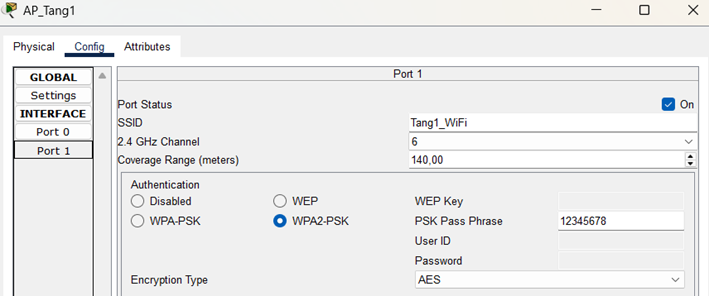 AP_Tang1
Physical Config Attributes
GLOBAL
Settings
INTERFACE
Port 0
Port 1
Port 1
Port Status On
SSID Tang1_WiFi
2.4 GHz Channel 6
Coverage Range (meters) 140,00
Authentication
Disabled WEP WEP Key
WPA-PSK WPA2-PSK PSK Pass Phrase 12345678
User ID
Password
Encryption Type AES